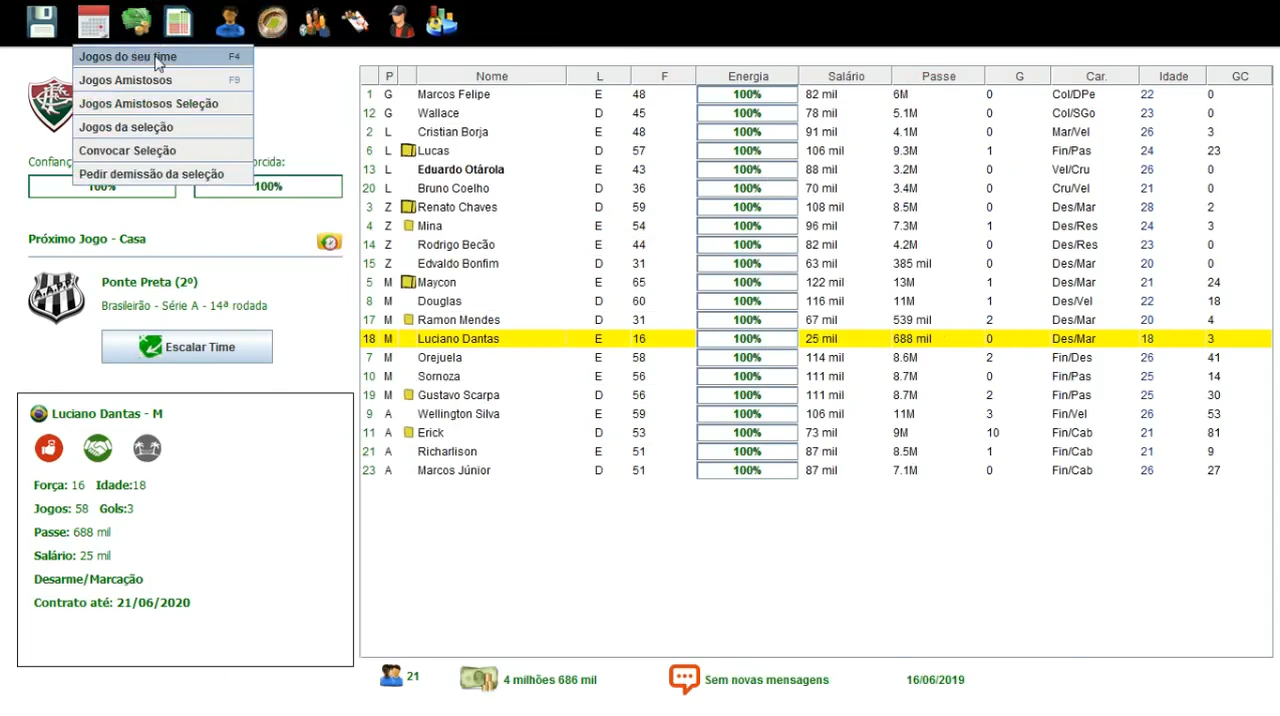 Jogos do seu time F4
Jogos Amistosos F9
Jogos Amistosos Seleção
Jogos da seleção
Convocar Seleção
Pedir demissão da seleção
Confianç
orcida:
100% 100%
Próximo Jogo - Casa
A.A.P.P.
Ponte Preta (2º)
Brasileirão - Série A - 14ª rodada
Escalar Time
Luciano Dantas - M
Força: 16 Idade:18
Jogos: 58 Gols:3
Passe: 688 mil
Salário: 25 mil
Desarme/Marcação
Contrato até: 21/06/2020
P Nome L F Energia Salário Passe G Car. Idade GC
1 G Marcos Felipe E 48 100% 82 mil 6M 0 Col/DPe 22 0
12 G Wallace D 45 100% 78 mil 5.1M 0 Col/SGo 23 0
2 L Cristian Borja E 48 100% 91 mil 4.1M 0 Mar/Vel 26 3
6 L Lucas D 57 100% 106 mil 9.3M 1 Fin/Pas 24 23
13 L Eduardo Otárola E 43 100% 88 mil 3.2M 0 Vel/Cru 26 0
20 L Bruno Coelho D 36 100% 70 mil 3.4M 0 Cru/Vel 21 0
3 Z Renato Chaves D 59 100% 108 mil 8.5M 0 Des/Mar 28 2
4 Z Mina E 54 100% 96 mil 7.3M 1 Des/Res 24 3
14 Z Rodrigo Becão E 44 100% 82 mil 4.2M 0 Des/Res 23 0
15 Z Edvaldo Bonfim D 31 100% 63 mil 385 mil 0 Des/Mar 20 0
5 M Maycon E 65 100% 122 mil 13M 1 Des/Mar 21 24
8 M Douglas D 60 100% 116 mil 11M 1 Des/Vel 22 18
17 M Ramon Mendes D 31 100% 67 mil 539 mil 2 Des/Mar 20 4
18 M Luciano Dantas E 16 100% 25 mil 688 mil 0 Des/Mar 18 3
7 M Orejuela E 58 100% 114 mil 8.6M 2 Fin/Des 26 41
10 M Sornoza E 56 100% 111 mil 8.7M 0 Fin/Pas 25 14
19 M Gustavo Scarpa D 56 100% 111 mil 8.7M 2 Fin/Pas 25 30
9 A Wellington Silva E 59 100% 106 mil 11M 3 Fin/Vel 26 53
11 A Erick D 53 100% 73 mil 9M 10 Fin/Cab 21 81
21 A Richarlison E 51 100% 87 mil 8.5M 1 Fin/Cab 21 9
23 A Marcos Júnior D 51 100% 87 mil 7.1M 0 Fin/Cab 26 27
21 4 milhões 686 mil Sem novas mensagens 16/06/2019